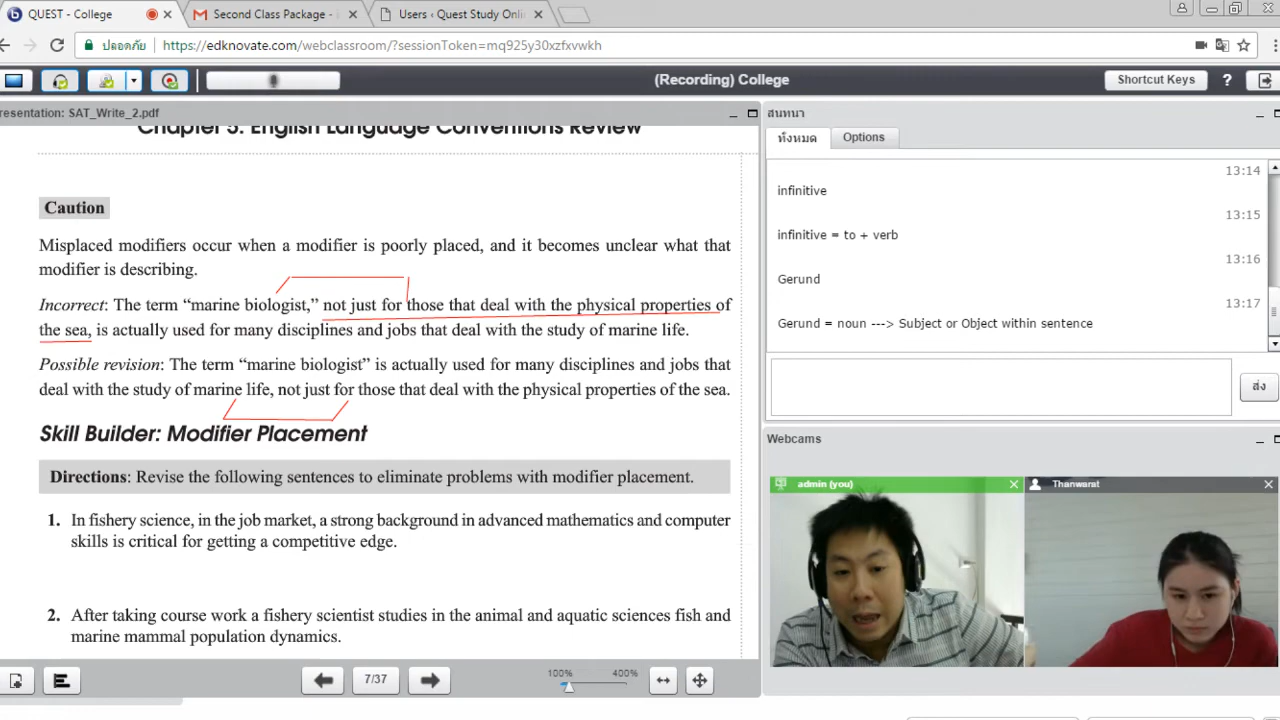 QUEST - College
Second Class Package -
Users ‹ Quest Study Onli
ปลอดภัย
https://edknovate.com/webclassroom/?sessionToken=mq925y30xzfxvwkh
(Recording) College
Shortcut Keys
?
resentation: SAT_Write_2.pdf
Chapter 5: English Language Conventions Review
Caution
Misplaced modifiers occur when a modifier is poorly placed, and it becomes unclear what that
modifier is describing.
Incorrect: The term “marine biologist,” not just for those that deal with the physical properties of
the sea, is actually used for many disciplines and jobs that deal with the study of marine life.
Possible revision: The term “marine biologist” is actually used for many disciplines and jobs that
deal with the study of marine life, not just for those that deal with the physical properties of the sea.
Skill Builder: Modifier Placement
Directions: Revise the following sentences to eliminate problems with modifier placement.
1. In fishery science, in the job market, a strong background in advanced mathematics and computer
skills is critical for getting a competitive edge.
2. After taking course work a fishery scientist studies in the animal and aquatic sciences fish and
marine mammal population dynamics.
7/37
100%
400%
สนทนา
ทั้งหมด
Options
13:14
infinitive
13:15
infinitive = to + verb
13:16
Gerund
13:17
Gerund = noun ---> Subject or Object within sentence
ส่ง
Webcams
admin (you)
Thanwarat